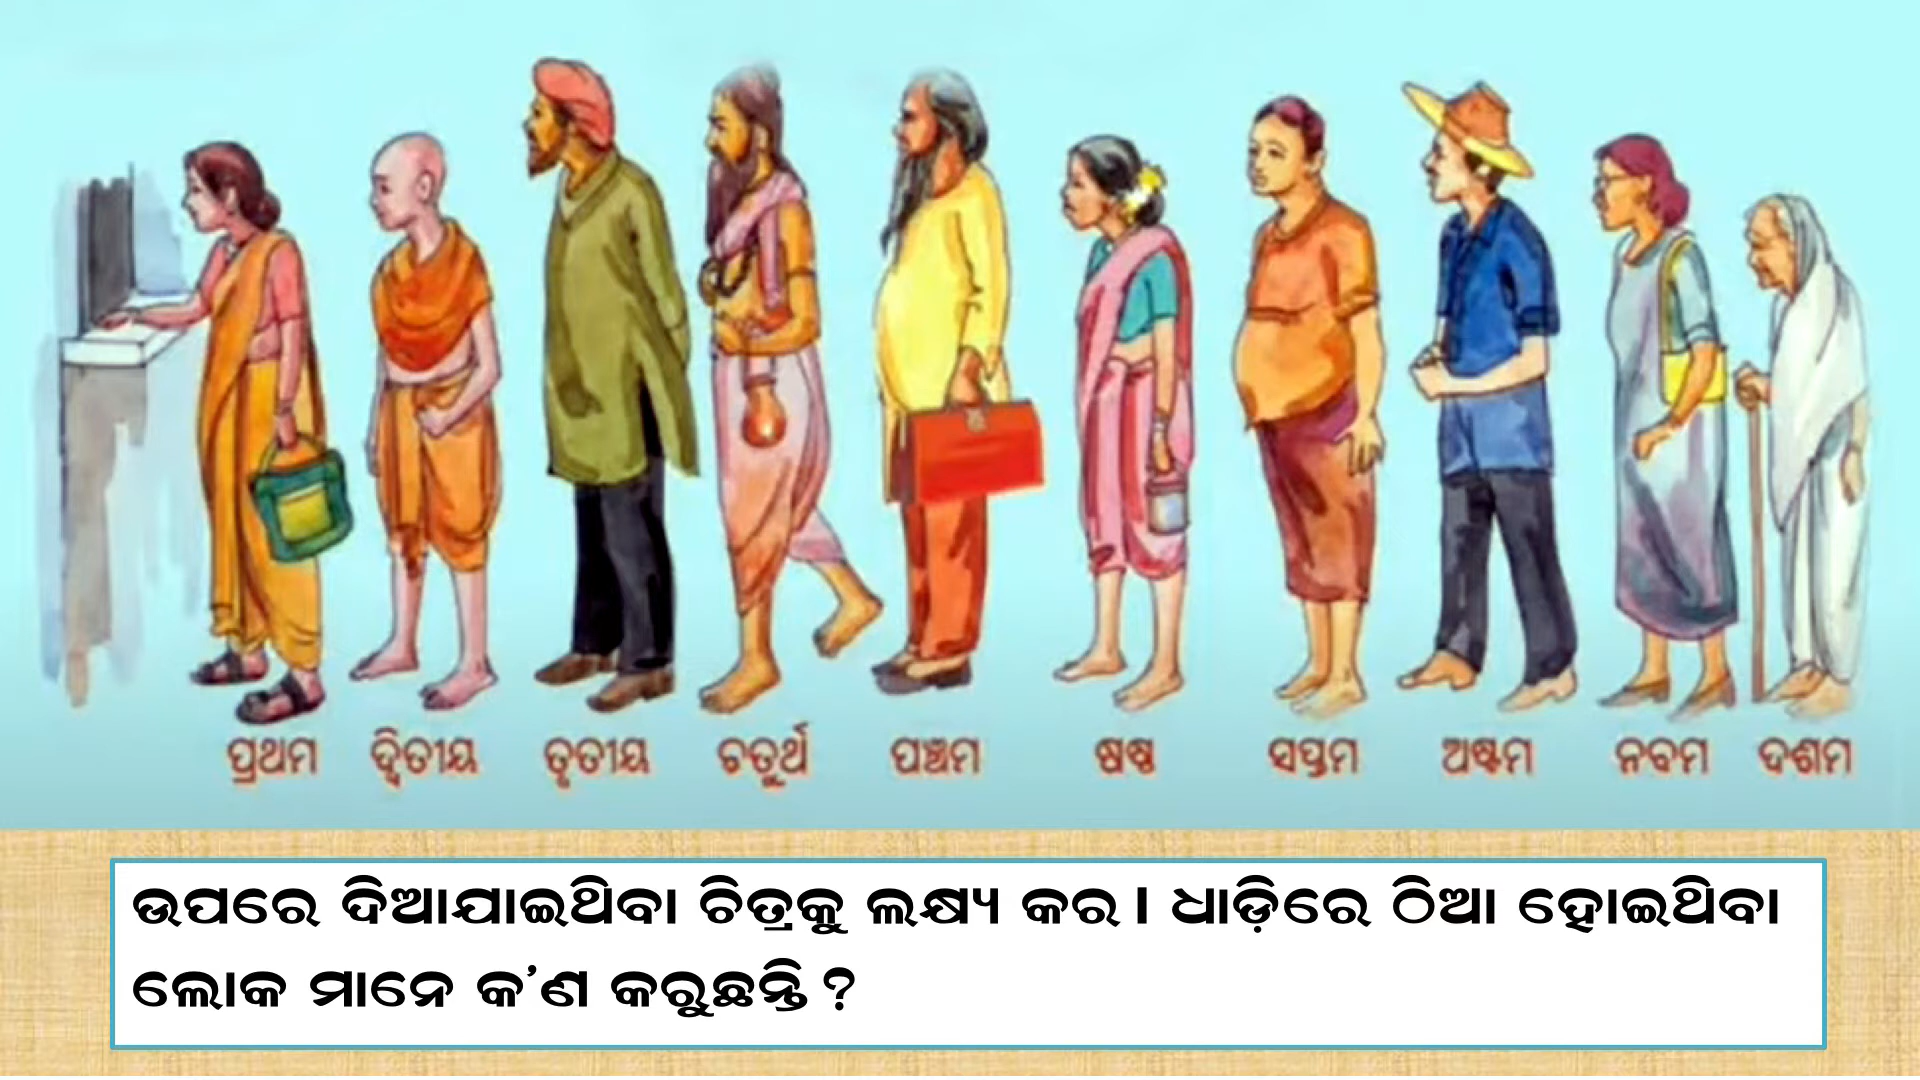 ପ୍ରଥମ ଦ୍ୱିତୀୟ ତୃତୀୟ ଚତୁର୍ଥ ପଞ୍ଚମ ଷଷ୍ଠ ସପ୍ତମ ଅଷ୍ଟମ ନବମ ଦଶମ
ଉପରେ ଦିଆଯାଇଥିବା ଚିତ୍ରକୁ ଲକ୍ଷ୍ୟ କର। ଧାଡ଼ିରେ ଠିଆ ହୋଇଥିବା
ଲୋକ ମାନେ କ'ଣ କରୁଛନ୍ତି ?